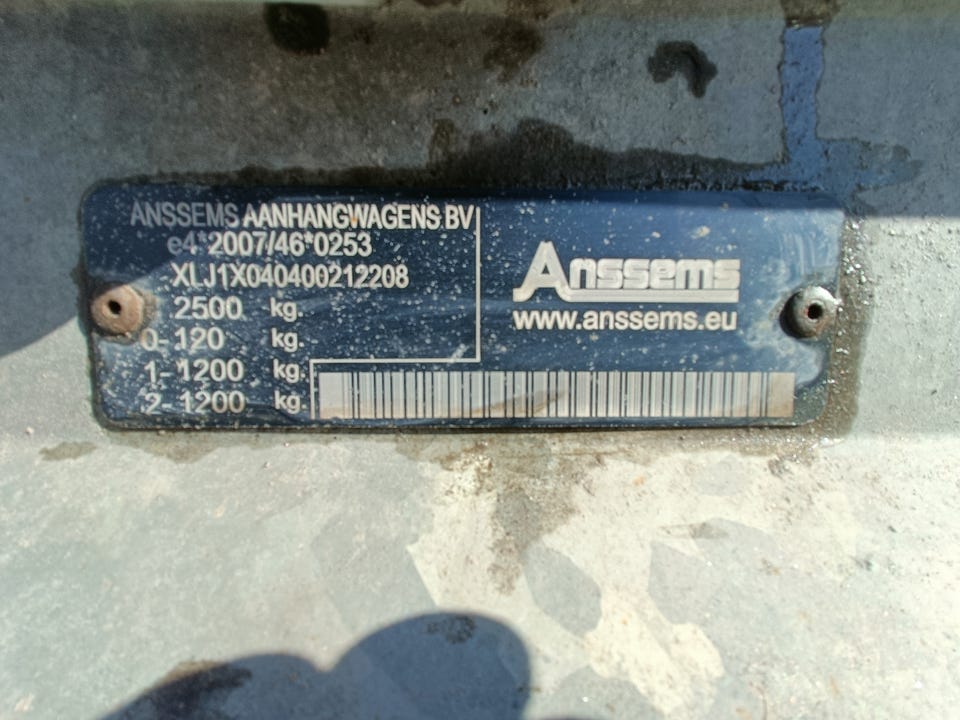 ANSSEMS AANHANGWAGENS BV
e4*2007/46*0253
XLJ1X040400212208
2500 kg.
0- 120 kg.
1- 1200 kg.
2- 1200 kg.
Anssems
www.anssems.eu